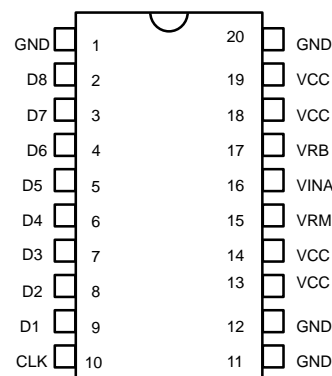 GND 1 20 GND
D8 2 19 VCC
D7 3 18 VCC
D6 4 17 VRB
D5 5 16 VINA
D4 6 15 VRM
D3 7 14 VCC
D2 8 13 VCC
D1 9 12 GND
CLK 10 11 GND